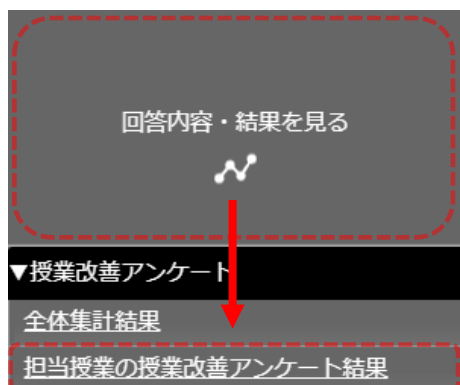 回答内容・結果を見る
▼授業改善アンケート
全体集計結果
担当授業の授業改善アンケート結果